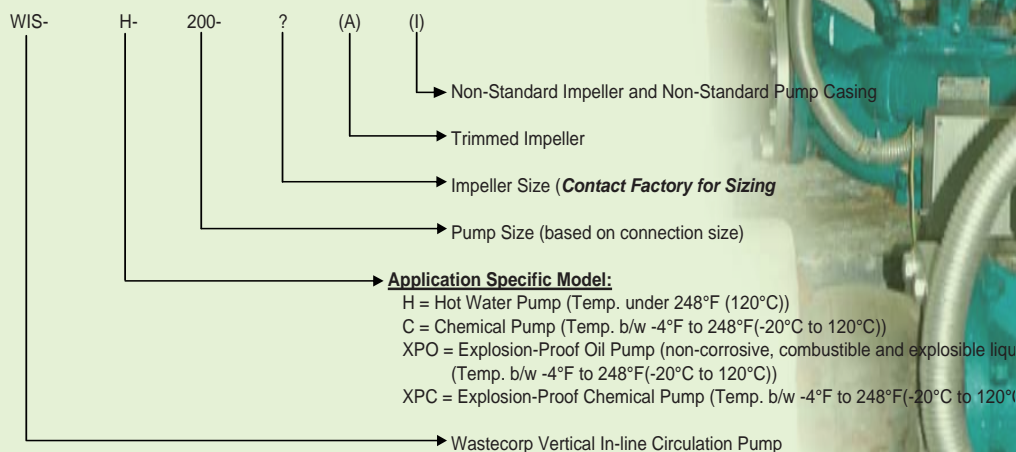 WIS- H- 200- ? (A) (I)
Non-Standard Impeller and Non-Standard Pump Casing
Trimmed Impeller
Impeller Size (Contact Factory for Sizing
Pump Size (based on connection size)
Application Specific Model:
H = Hot Water Pump (Temp. under 248°F (120°C))
C = Chemical Pump (Temp. b/w -4°F to 248°F(-20°C to 120°C))
XPO = Explosion-Proof Oil Pump (non-corrosive, combustible and explosible liqu
(Temp. b/w -4°F to 248°F(-20°C to 120°C))
XPC = Explosion-Proof Chemical Pump (Temp. b/w -4°F to 248°F(-20°C to 120°
Wastecorp Vertical In-line Circulation Pump